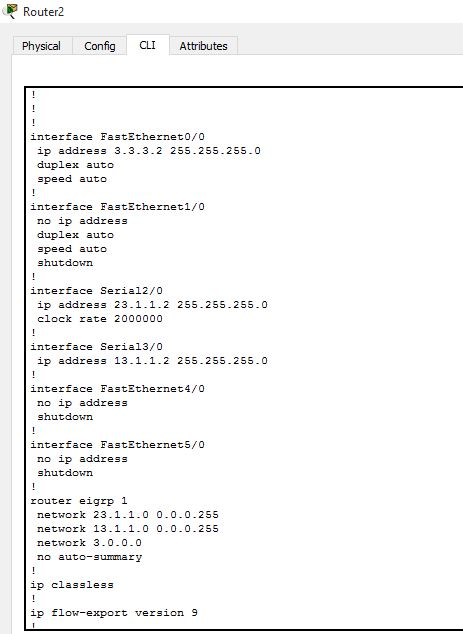 Router2
Physical Config CLI Attributes
!
!
!
interface FastEthernet0/0
 ip address 3.3.3.2 255.255.255.0
 duplex auto
 speed auto
!
interface FastEthernet1/0
 no ip address
 duplex auto
 speed auto
 shutdown
!
interface Serial2/0
 ip address 23.1.1.2 255.255.255.0
 clock rate 2000000
!
interface Serial3/0
 ip address 13.1.1.2 255.255.255.0
!
interface FastEthernet4/0
 no ip address
 shutdown
!
interface FastEthernet5/0
 no ip address
 shutdown
!
router eigrp 1
 network 23.1.1.0 0.0.0.255
 network 13.1.1.0 0.0.0.255
 network 3.0.0.0
 no auto-summary
!
ip classless
!
ip flow-export version 9
!